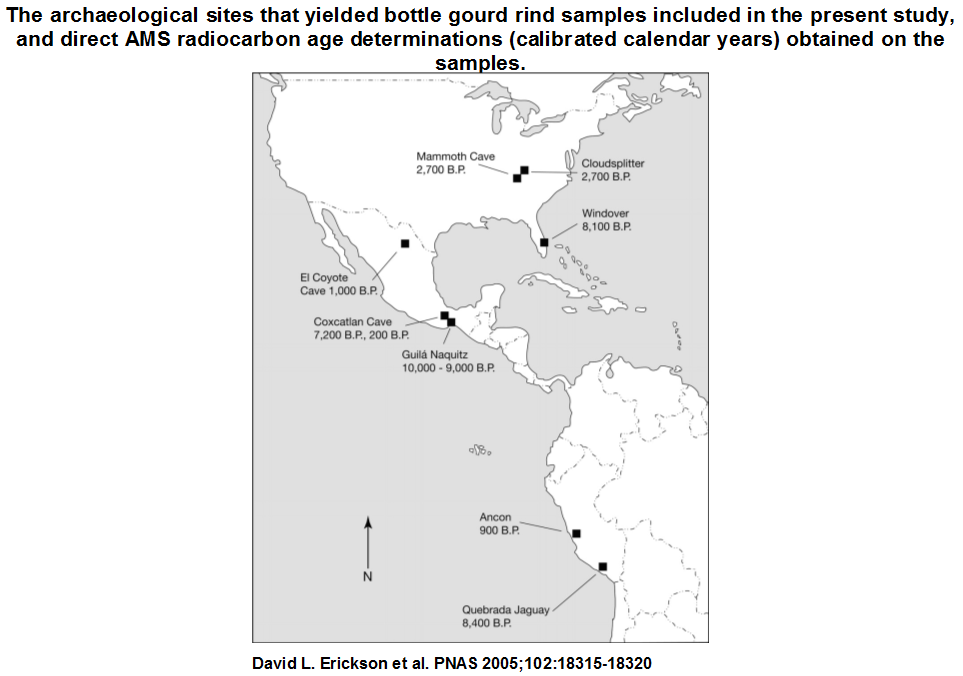 The archaeological sites that yielded bottle gourd rind samples included in the present study,
and direct AMS radiocarbon age determinations (calibrated calendar years) obtained on the
samples.
Mammoth Cave
2,700 B.P.
Cloudsplitter
2,700 B.P.
Windover
8,100 B.P.
El Coyote
Cave 1,000 B.P.
Coxcatlan Cave
7,200 B.P., 200 B.P.
Guilá Naquitz
10,000 - 9,000 B.P.
Ancon
900 B.P.
N
Quebrada Jaguay
8,400 B.P.
David L. Erickson et al. PNAS 2005;102:18315-18320